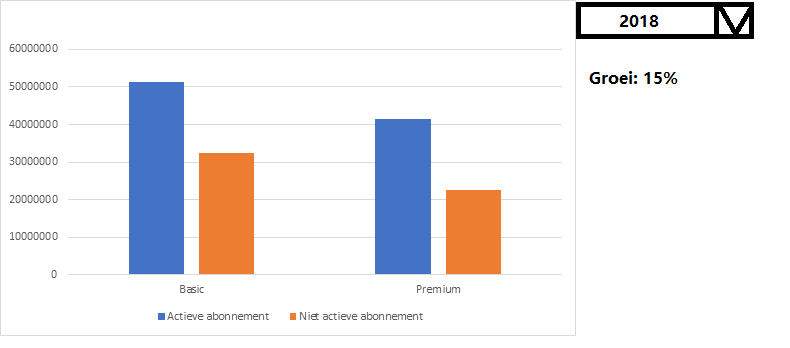 2018
Groei: 15%
60000000
50000000
40000000
30000000
20000000
10000000
0
Basic Premium
Actieve abonnement Niet actieve abonnement